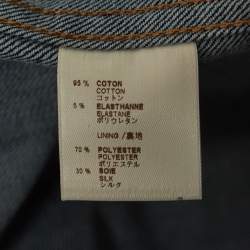 95 % COTON
COTTON
コットン
5 % ELASTHANNE
ELASTANE
ポリウレタン
LINING / 裏地
70 % POLYESTER
POLYESTER
ポリエステル
30 % SOIE
SILK
シルク